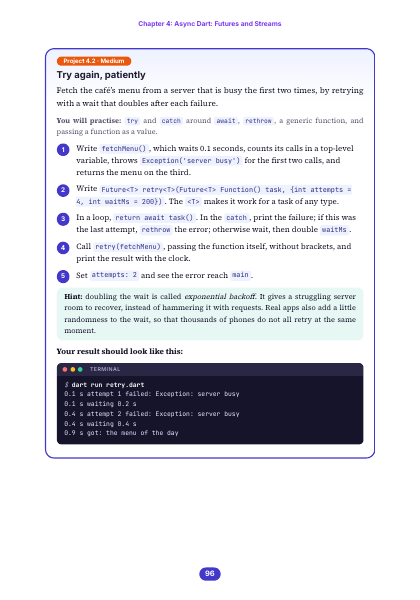 Chapter 4: Async Dart: Futures and Streams
Project 4.2 · Medium
Try again, patiently
Fetch the café's menu from a server that is busy the first two times, by retrying
with a wait that doubles after each failure.
You will practise: try and catch around await, rethrow, a generic function, and
passing a function as a value.
1 Write fetchMenu(), which waits 0.1 seconds, counts its calls in a top-level
variable, throws Exception('server busy') for the first two calls, and
returns the menu on the third.
2 Write Future<T> retry<T>(Future<T> Function() task, {int attempts =
4, int waitMs = 200}). The <T> makes it work for a task of any type.
3 In a loop, return await task(). In the catch, print the failure; if this was
the last attempt, rethrow the error; otherwise wait, then double waitMs.
4 Call retry(fetchMenu), passing the function itself, without brackets, and
print the result with the clock.
5 Set attempts: 2 and see the error reach main.
Hint: doubling the wait is called exponential backoff. It gives a struggling server
room to recover, instead of hammering it with requests. Real apps also add a little
randomness to the wait, so that thousands of phones do not all retry at the same
moment.
Your result should look like this:
TERMINAL
$ dart run retry.dart
0.1 s attempt 1 failed: Exception: server busy
0.1 s waiting 0.2 s
0.4 s attempt 2 failed: Exception: server busy
0.4 s waiting 0.4 s
0.9 s got: the menu of the day
96